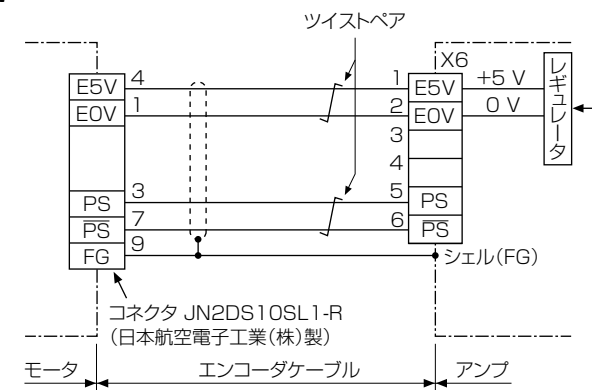 ツイストペア
X6
E5V 4 1 E5V +5 V
E0V 1 2 E0V 0 V
レギュレータ
3
4
PS 3 5 PS
P̅S̅ 7 6 P̅S̅
FG 9 シェル(FG)
コネクタ JN2DS10SL1-R
(日本航空電子工業(株)製)
モータ エンコーダケーブル アンプ